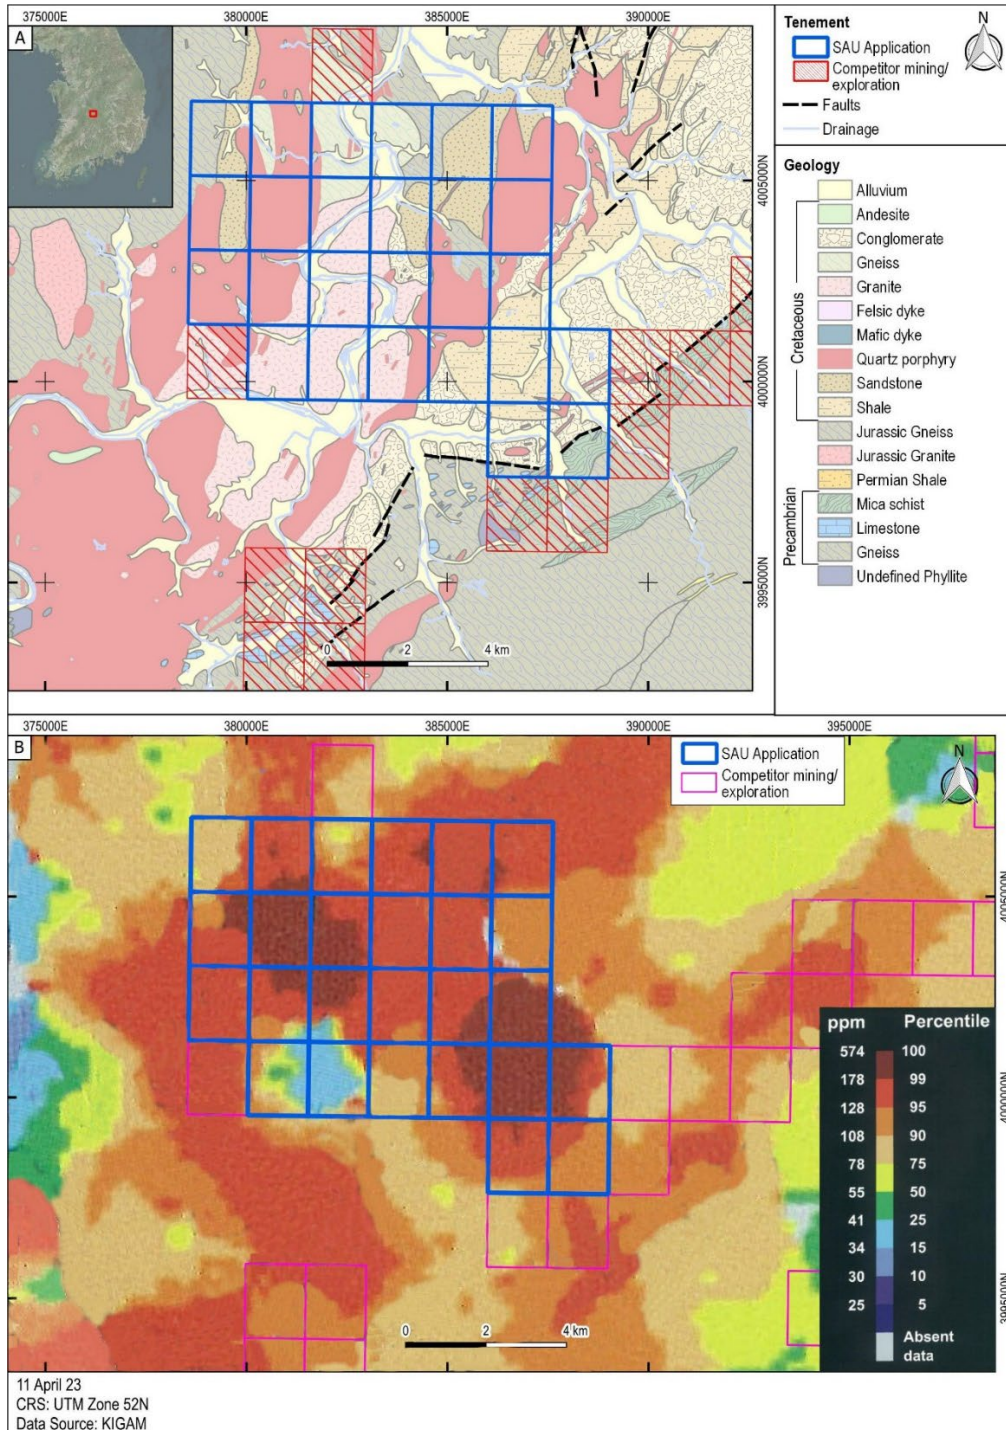 375000E
380000E
385000E
390000E
A
N
4005000N
4000000N
3995000N
0
2
4 km
Tenement
SAU Application
Competitor mining/
exploration
Faults
Drainage
N
Geology
Alluvium
Andesite
Conglomerate
Gneiss
Granite
Felsic dyke
Mafic dyke
Quartz porphyry
Sandstone
Shale
Jurassic Gneiss
Jurassic Granite
Permian Shale
Mica schist
Limestone
Gneiss
Undefined Phyllite
Cretaceous
Precambrian
375000E
380000E
385000E
390000E
395000E
B
SAU Application
Competitor mining/
exploration
N
4005000N
4000000N
3995000N
ppm Percentile
574 100
178 99
128 95
108 90
78 75
55 50
41 25
34 15
30 10
25 5
Absent
data
0
2
4 km
11 April 23
CRS: UTM Zone 52N
Data Source: KIGAM